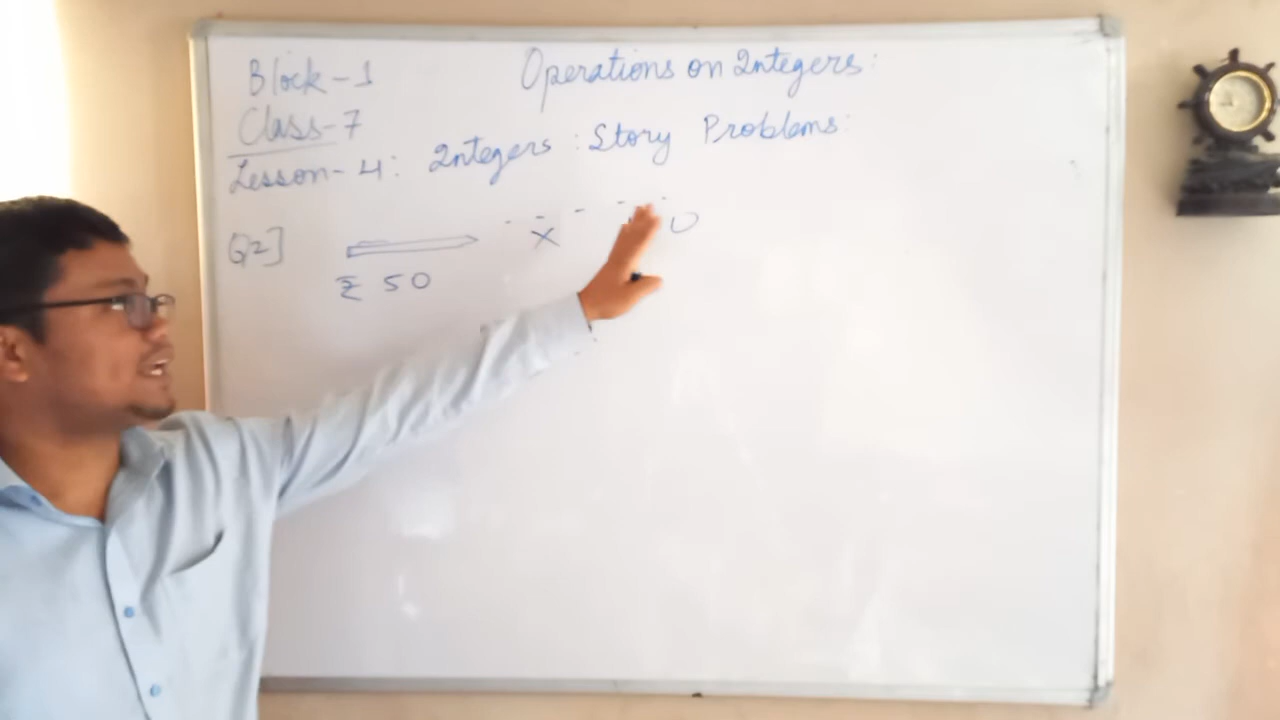 Block-1
Operations on Integers:
Class-7
Lesson-4: Integers: Story Problems:
Q2]
x
₹ 50